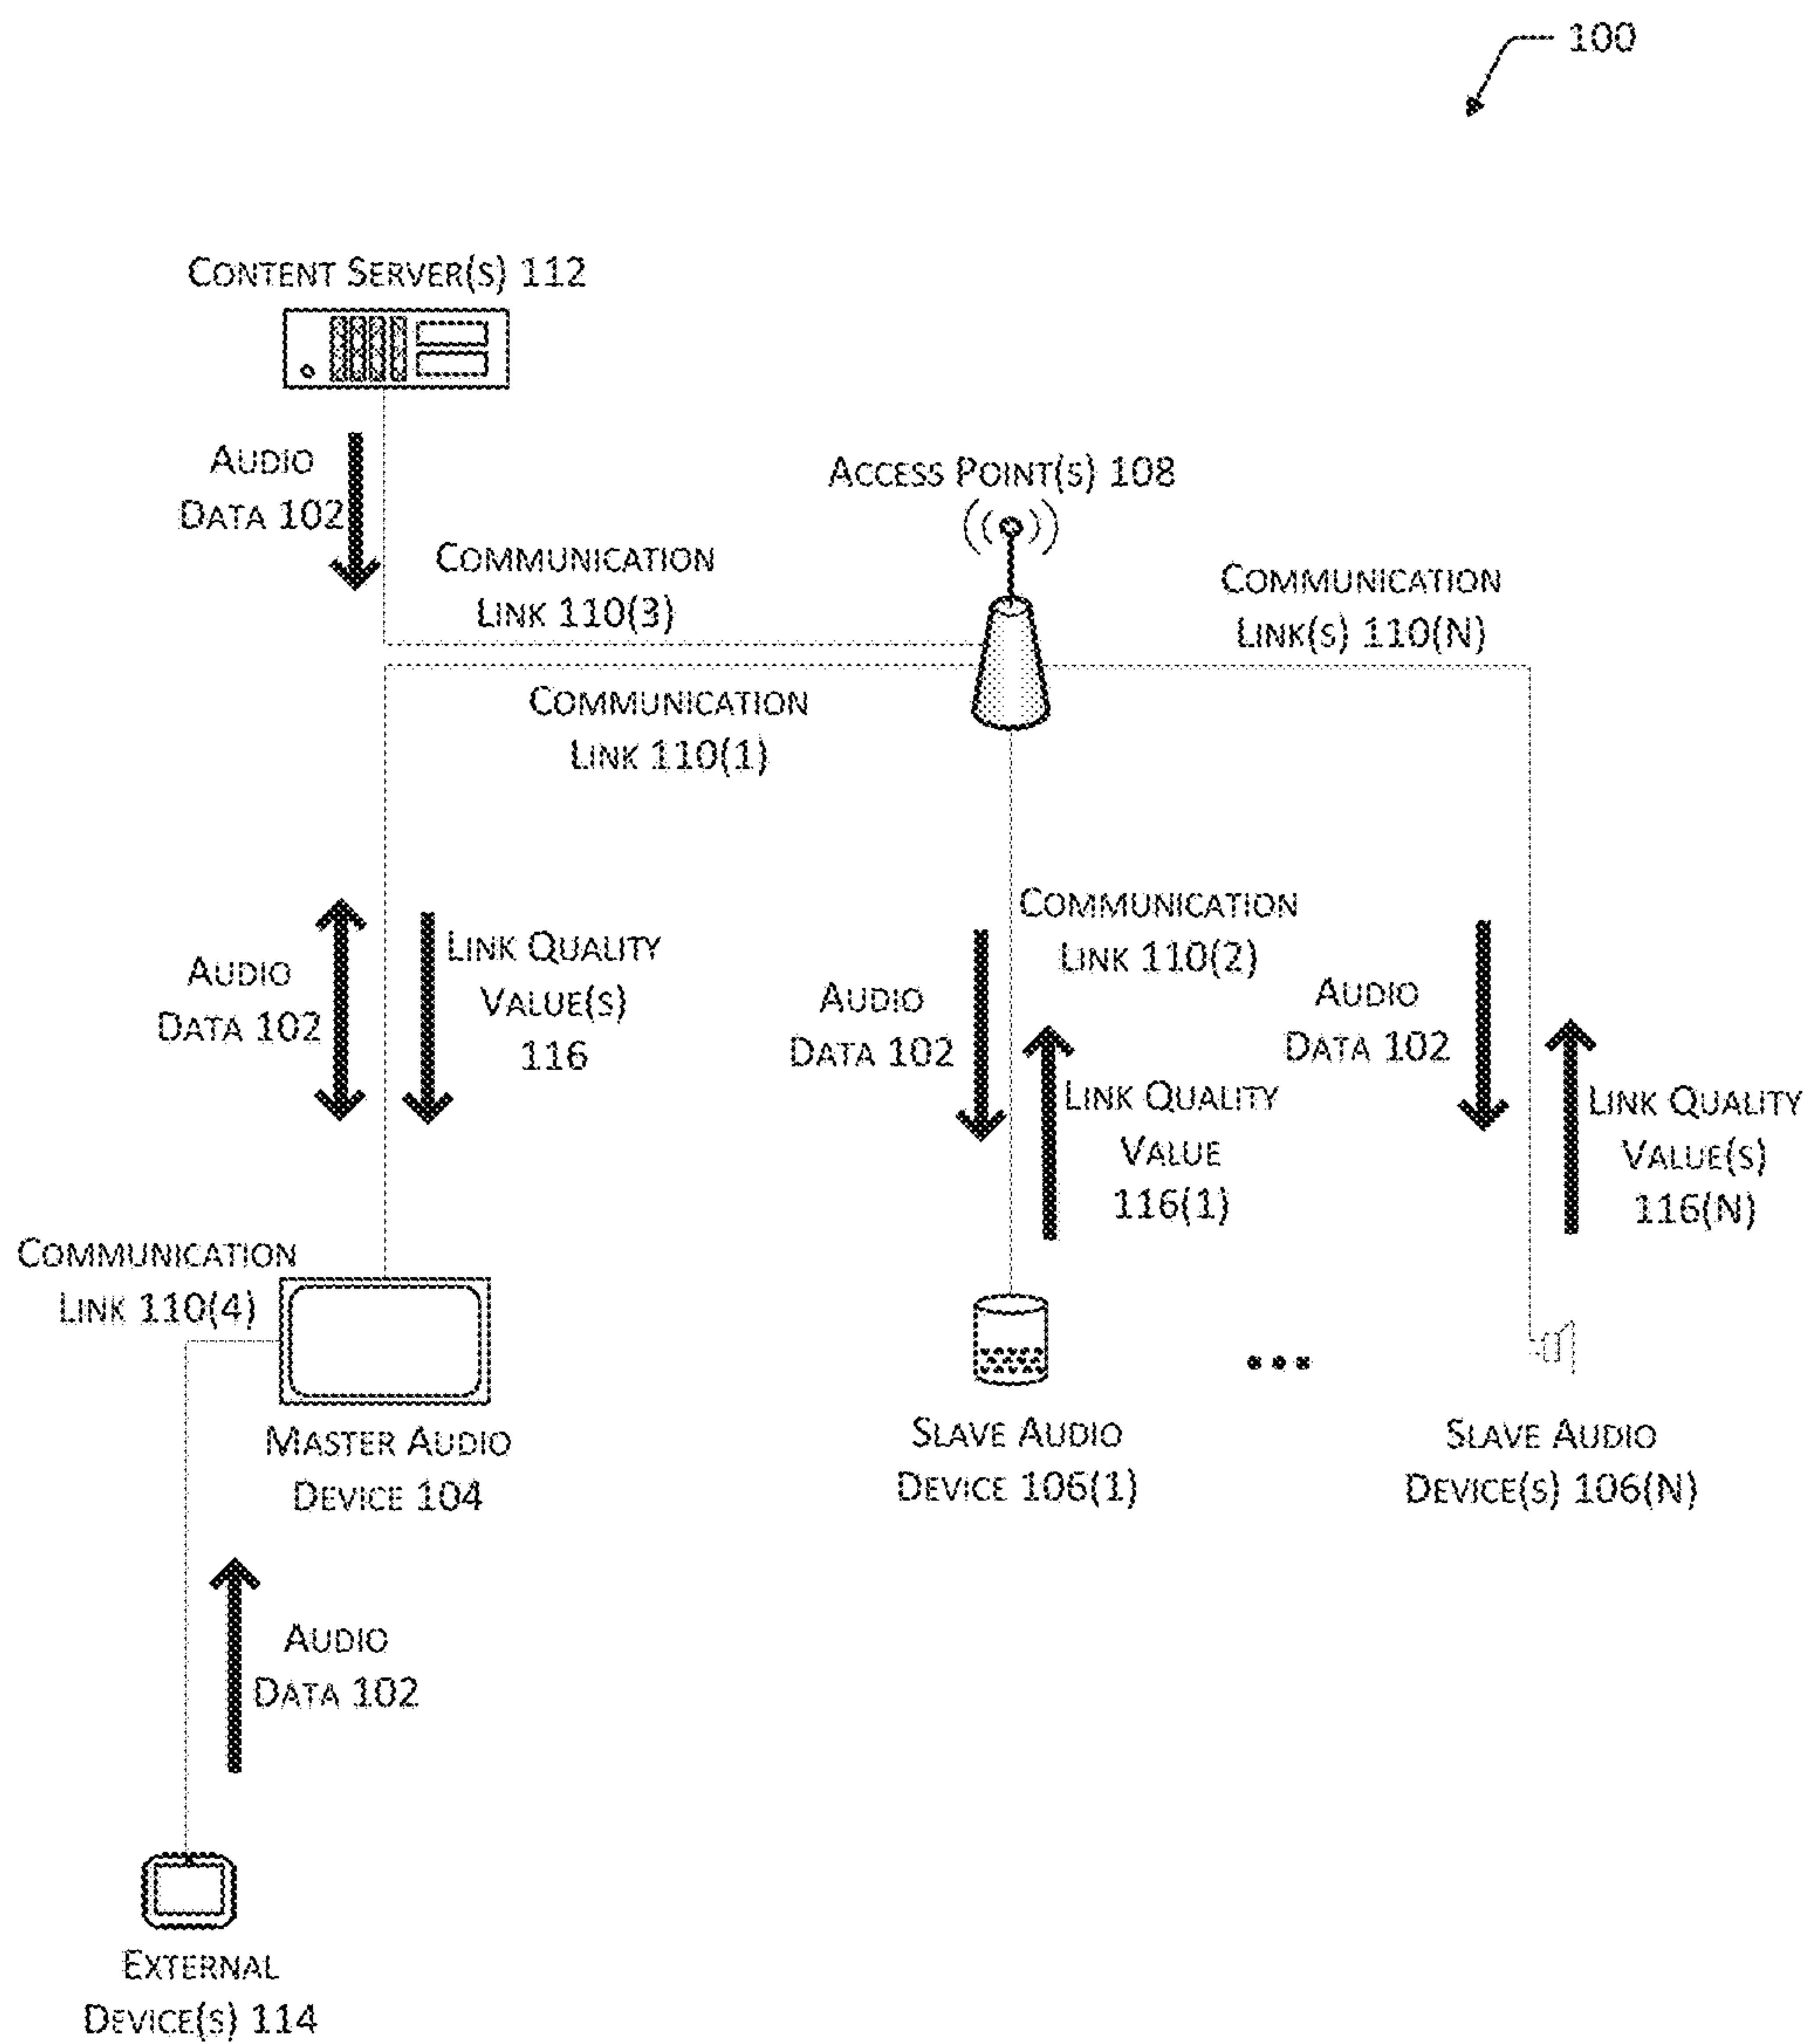 100
CONTENT SERVER(S) 112
AUDIO
DATA 102
ACCESS POINT(S) 108
COMMUNICATION
LINK 110(3)
COMMUNICATION
LINK(S) 110(N)
COMMUNICATION
LINK 110(1)
AUDIO
DATA 102
LINK QUALITY
VALUE(S)
116
COMMUNICATION
LINK 110(2)
AUDIO
DATA 102
LINK QUALITY
VALUE
116(1)
AUDIO
DATA 102
LINK QUALITY
VALUE(S)
116(N)
COMMUNICATION
LINK 110(4)
MASTER AUDIO
DEVICE 104
SLAVE AUDIO
DEVICE 106(1)
SLAVE AUDIO
DEVICE(S) 106(N)
AUDIO
DATA 102
EXTERNAL
DEVICE(S) 114